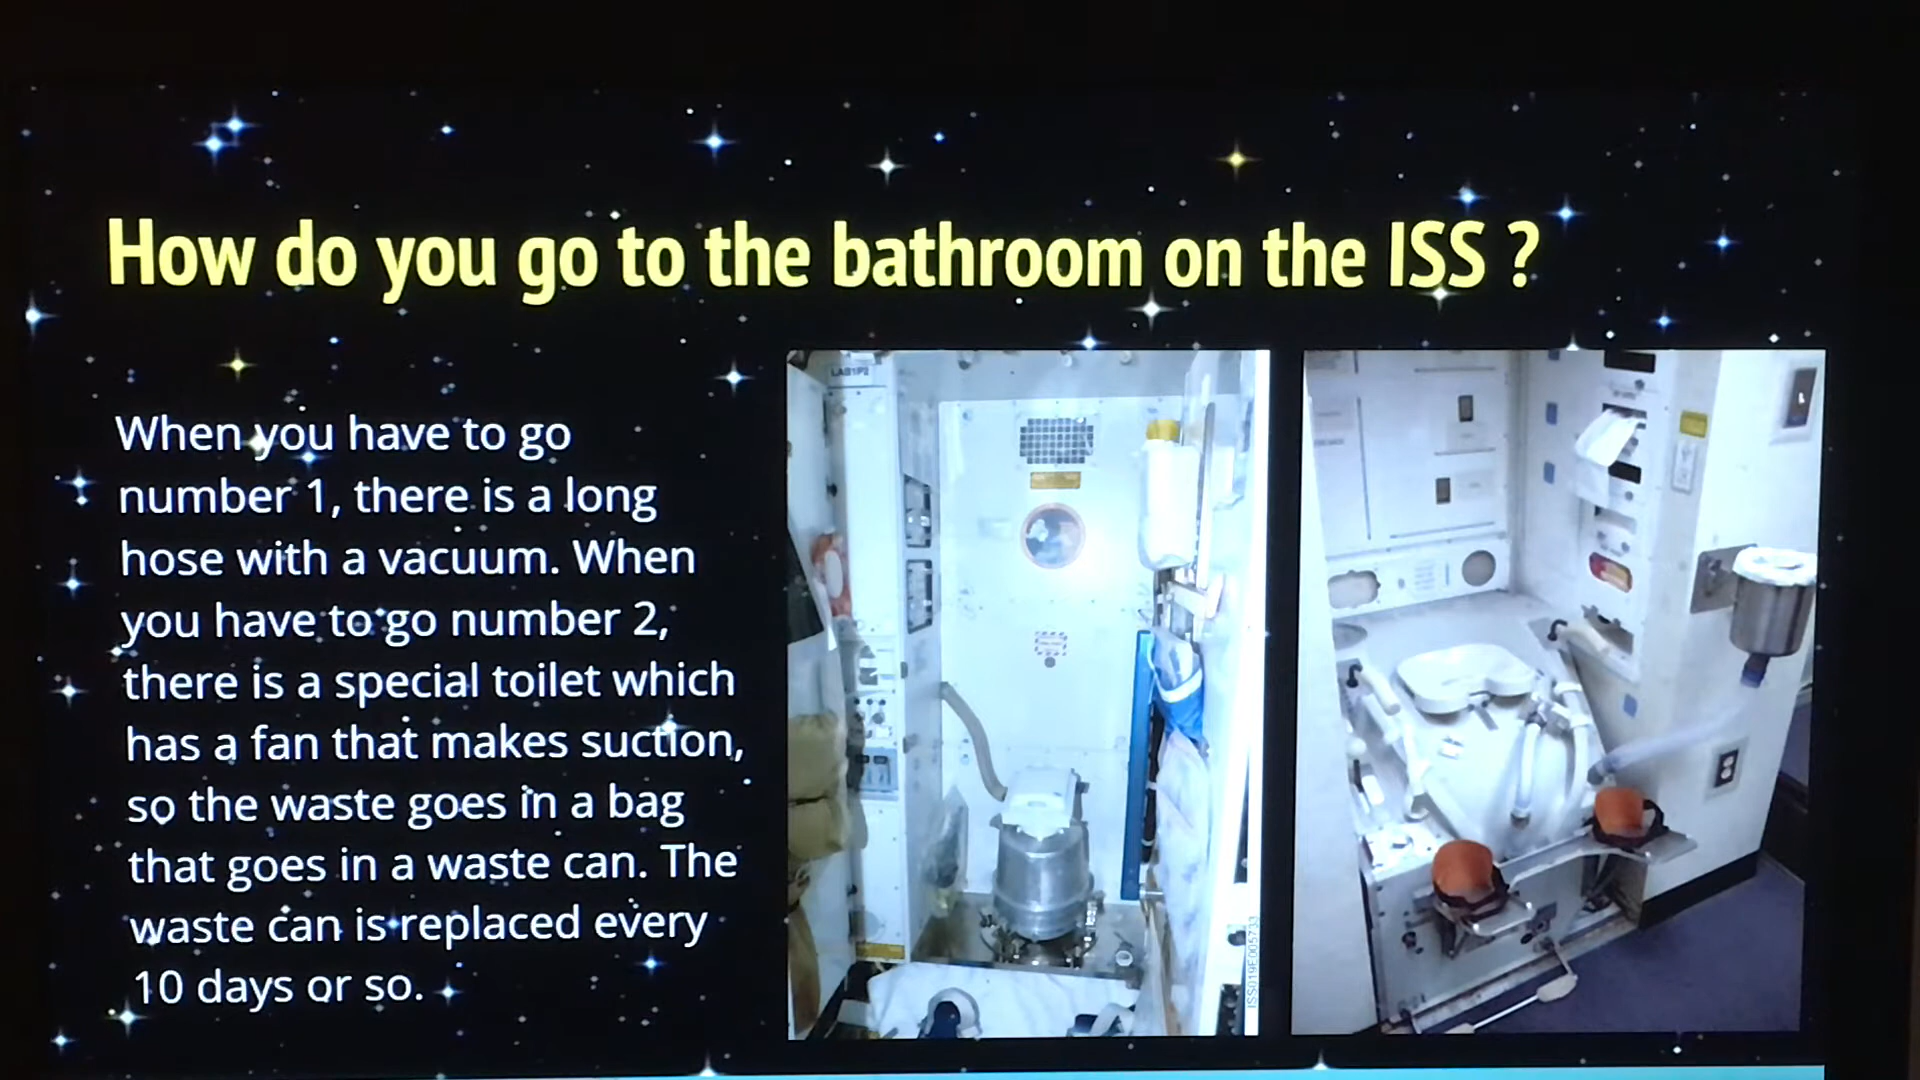 How do you go to the bathroom on the ISS ?
When you have to go
number 1, there is a long
hose with a vacuum. When
you have to go number 2,
there is a special toilet which
has a fan that makes suction,
so the waste goes in a bag
that goes in a waste can. The
waste can is replaced every
10 days or so.
LAB1P2
ISS019E005733